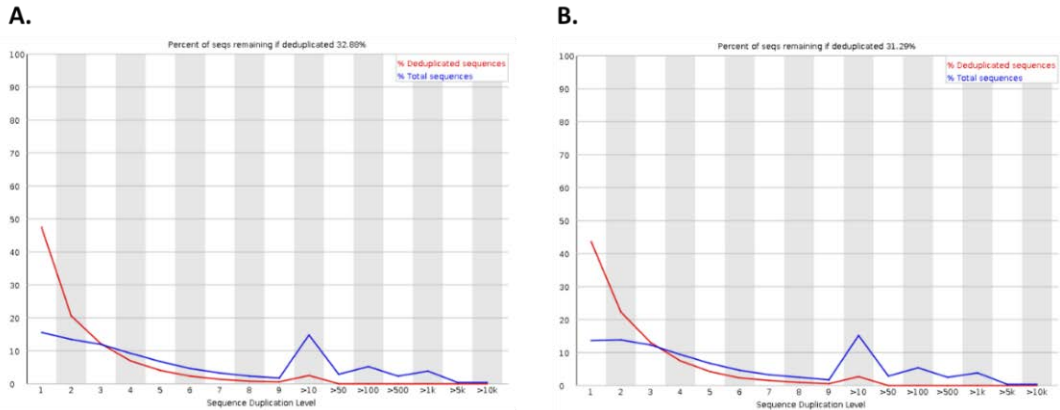 A.
Percent of seqs remaining if deduplicated 32.88%
% Deduplicated sequences
% Total sequences
100
90
80
70
60
50
40
30
20
10
0
1 2 3 4 5 6 7 8 9 >10 >50 >100 >500 >1k >5k >10k
Sequence Duplication Level
B.
Percent of seqs remaining if deduplicated 31.29%
% Deduplicated sequences
% Total sequences
100
90
80
70
60
50
40
30
20
10
0
1 2 3 4 5 6 7 8 9 >10 >50 >100 >500 >1k >5k >10k
Sequence Duplication Level